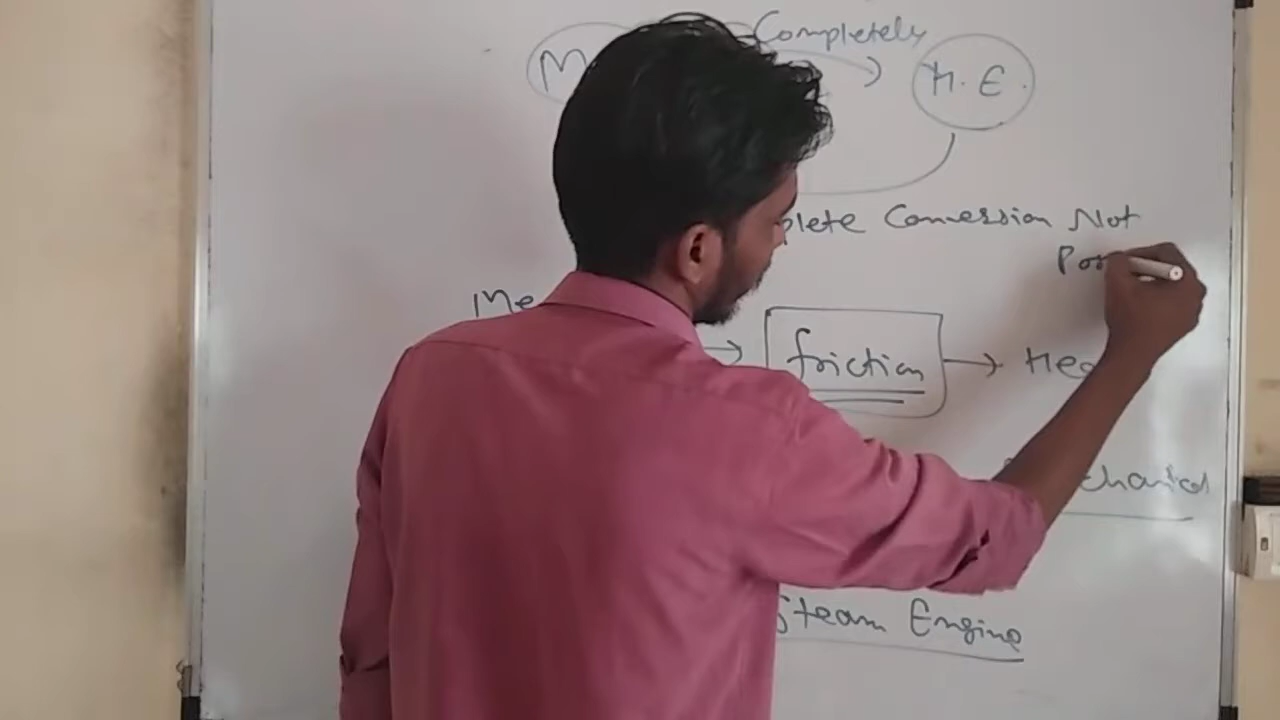 Completely
M H.E.
plete Conversion Not
Pos
Me
friction Hea
chanical
Steam Engine